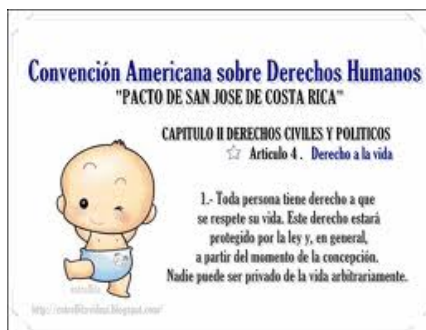 Convención Americana sobre Derechos Humanos
"PACTO DE SAN JOSE DE COSTA RICA"
CAPITULO II DERECHOS CIVILES Y POLITICOS
Articulo 4 . Derecho a la vida
1.- Toda persona tiene derecho a que
se respete su vida. Este derecho estará
protegido por la ley y, en general,
a partir del momento de la concepción.
Nadie puede ser privado de la vida arbitrariamente.